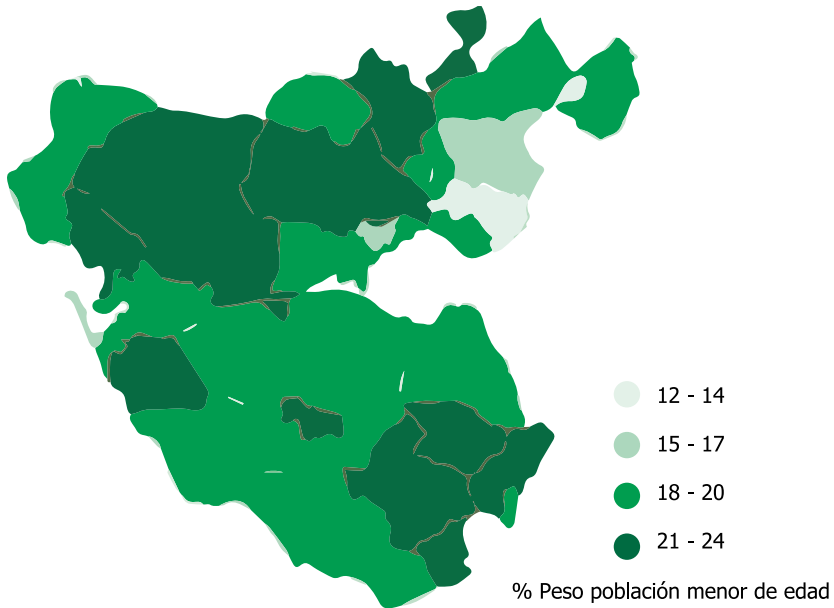 12 - 14
15 - 17
18 - 20
21 - 24
% Peso población menor de edad